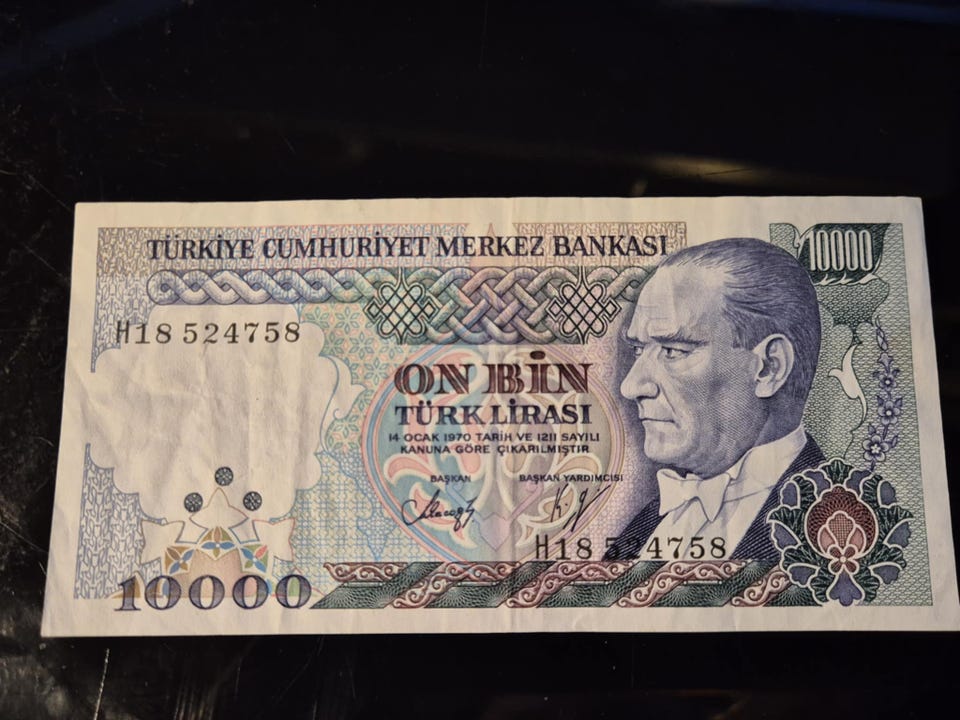 TÜRKİYE CUMHURİYET MERKEZ BANKASI
10000
H18 524758
ON BİN
TÜRK LİRASI
14 OCAK 1970 TARİH VE 1211 SAYILI
KANUNA GÖRE ÇIKARILMIŞTIR
BAŞKAN BAŞKAN YARDIMCISI
H18 524758
10000